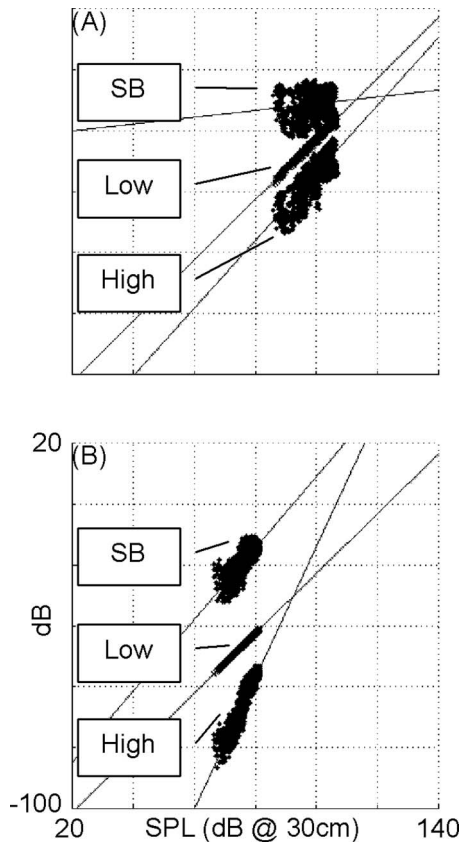 (A)
SB
Low
High
20
(B)
SB
dB
Low
High
-100
20 SPL (dB @ 30cm) 140